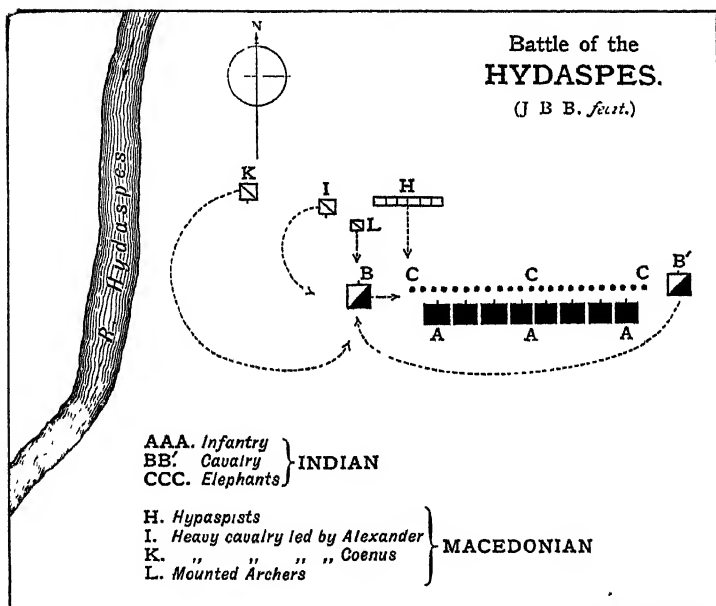 Battle of the
HYDASPES.
(J B B. fecit.)
N
R. Hydaspes
K
I
H
L
B
C C C
B'
A A A
AAA. Infantry
BB'. Cavalry
CCC. Elephants
INDIAN
H. Hypaspists
I. Heavy cavalry led by Alexander
K. „ „ „ „ Coenus
L. Mounted Archers
MACEDONIAN